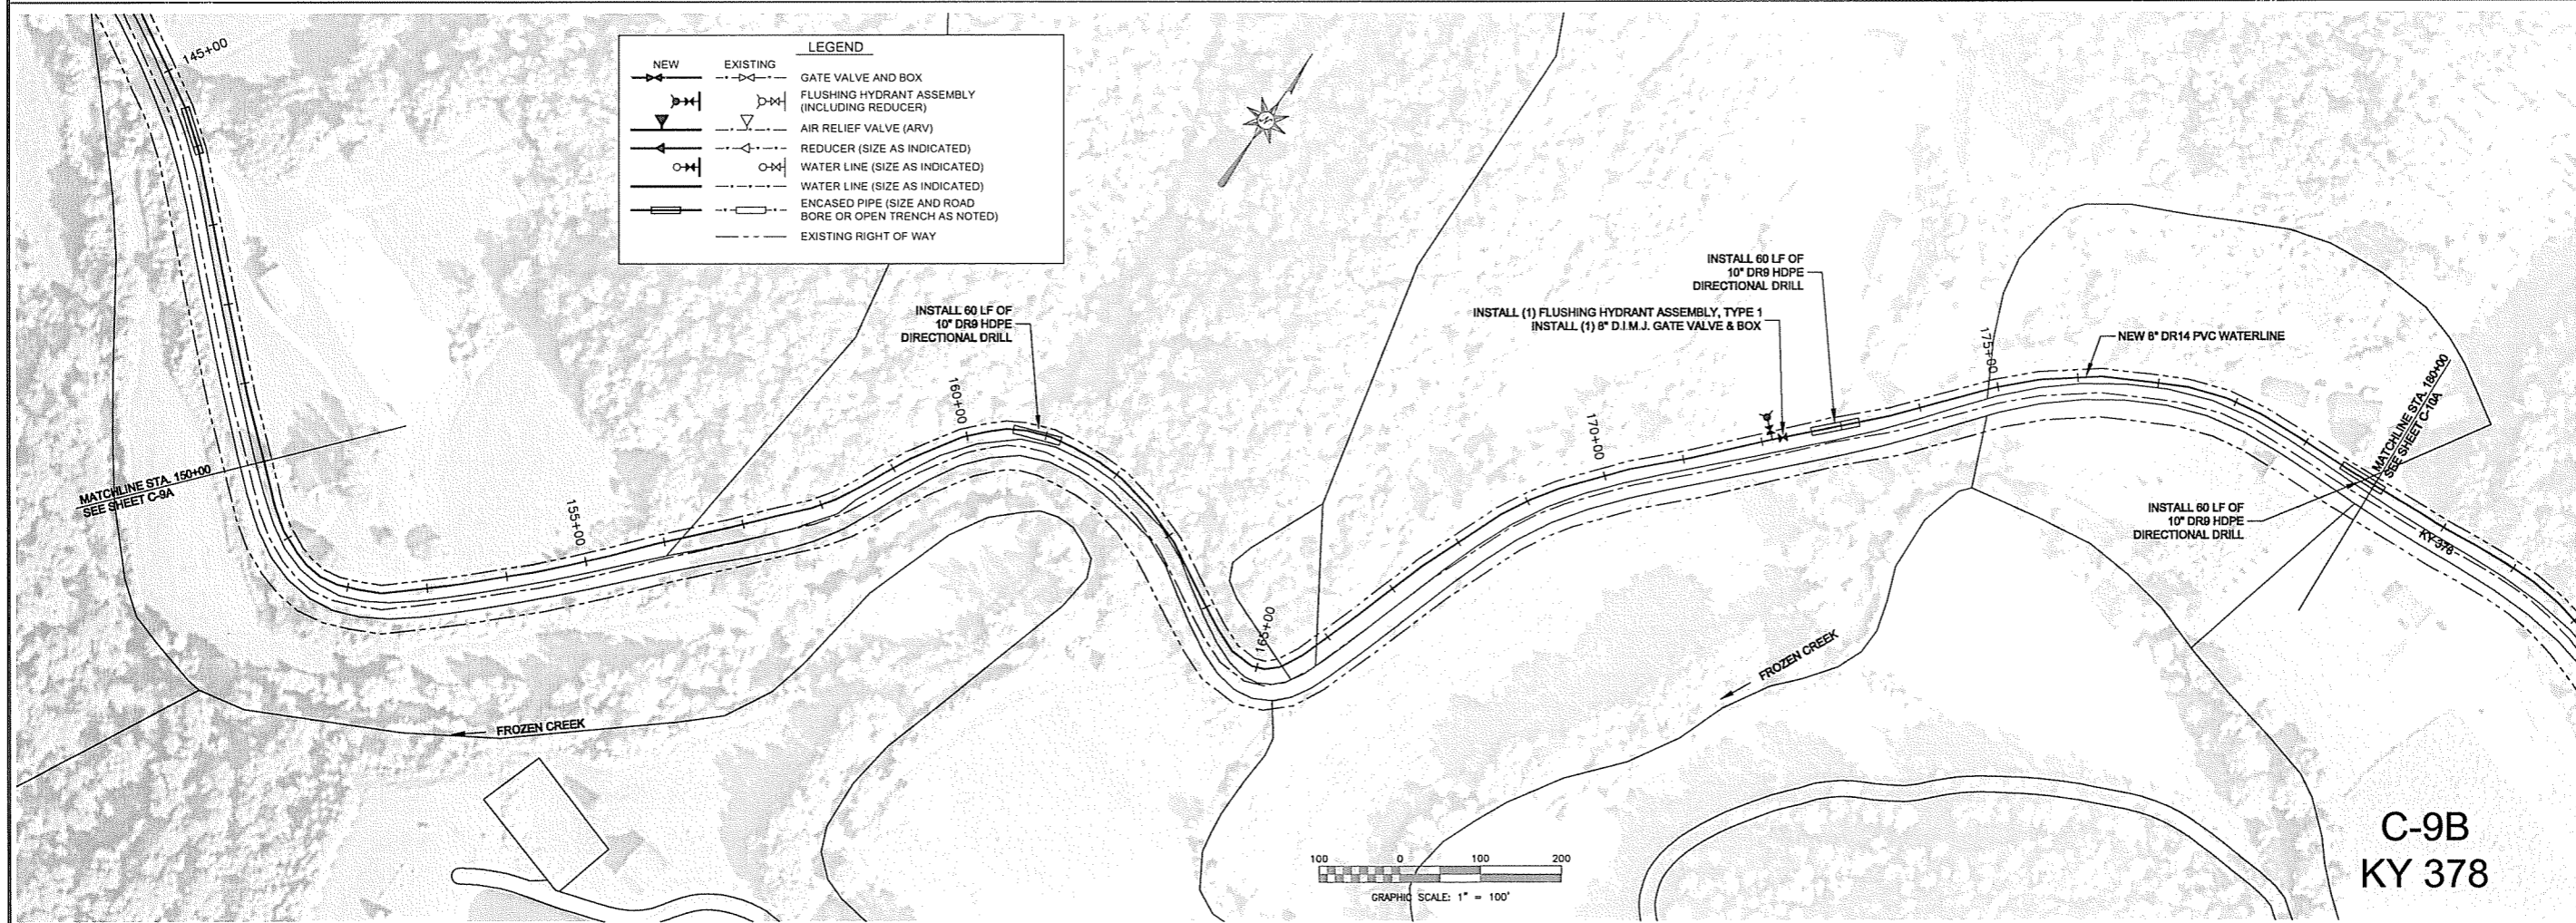 LEGEND
NEW EXISTING
GATE VALVE AND BOX
FLUSHING HYDRANT ASSEMBLY
(INCLUDING REDUCER)
AIR RELIEF VALVE (ARV)
REDUCER (SIZE AS INDICATED)
WATER LINE (SIZE AS INDICATED)
WATER LINE (SIZE AS INDICATED)
ENCASED PIPE (SIZE AND ROAD
BORE OR OPEN TRENCH AS NOTED)
EXISTING RIGHT OF WAY
145+00
MATCHLINE STA. 150+00
SEE SHEET C-9A
155+00
160+00
INSTALL 60 LF OF
10" DR9 HDPE
DIRECTIONAL DRILL
165+00
170+00
INSTALL (1) FLUSHING HYDRANT ASSEMBLY, TYPE 1
INSTALL (1) 8" D.I.M.J. GATE VALVE & BOX
INSTALL 60 LF OF
10" DR9 HDPE
DIRECTIONAL DRILL
175+00
NEW 8" DR14 PVC WATERLINE
MATCHLINE STA. 180+00
SEE SHEET C-10A
INSTALL 60 LF OF
10" DR9 HDPE
DIRECTIONAL DRILL
KY 378
FROZEN CREEK
FROZEN CREEK
100 0 100 200
GRAPHIC SCALE: 1" = 100'
C-9B
KY 378